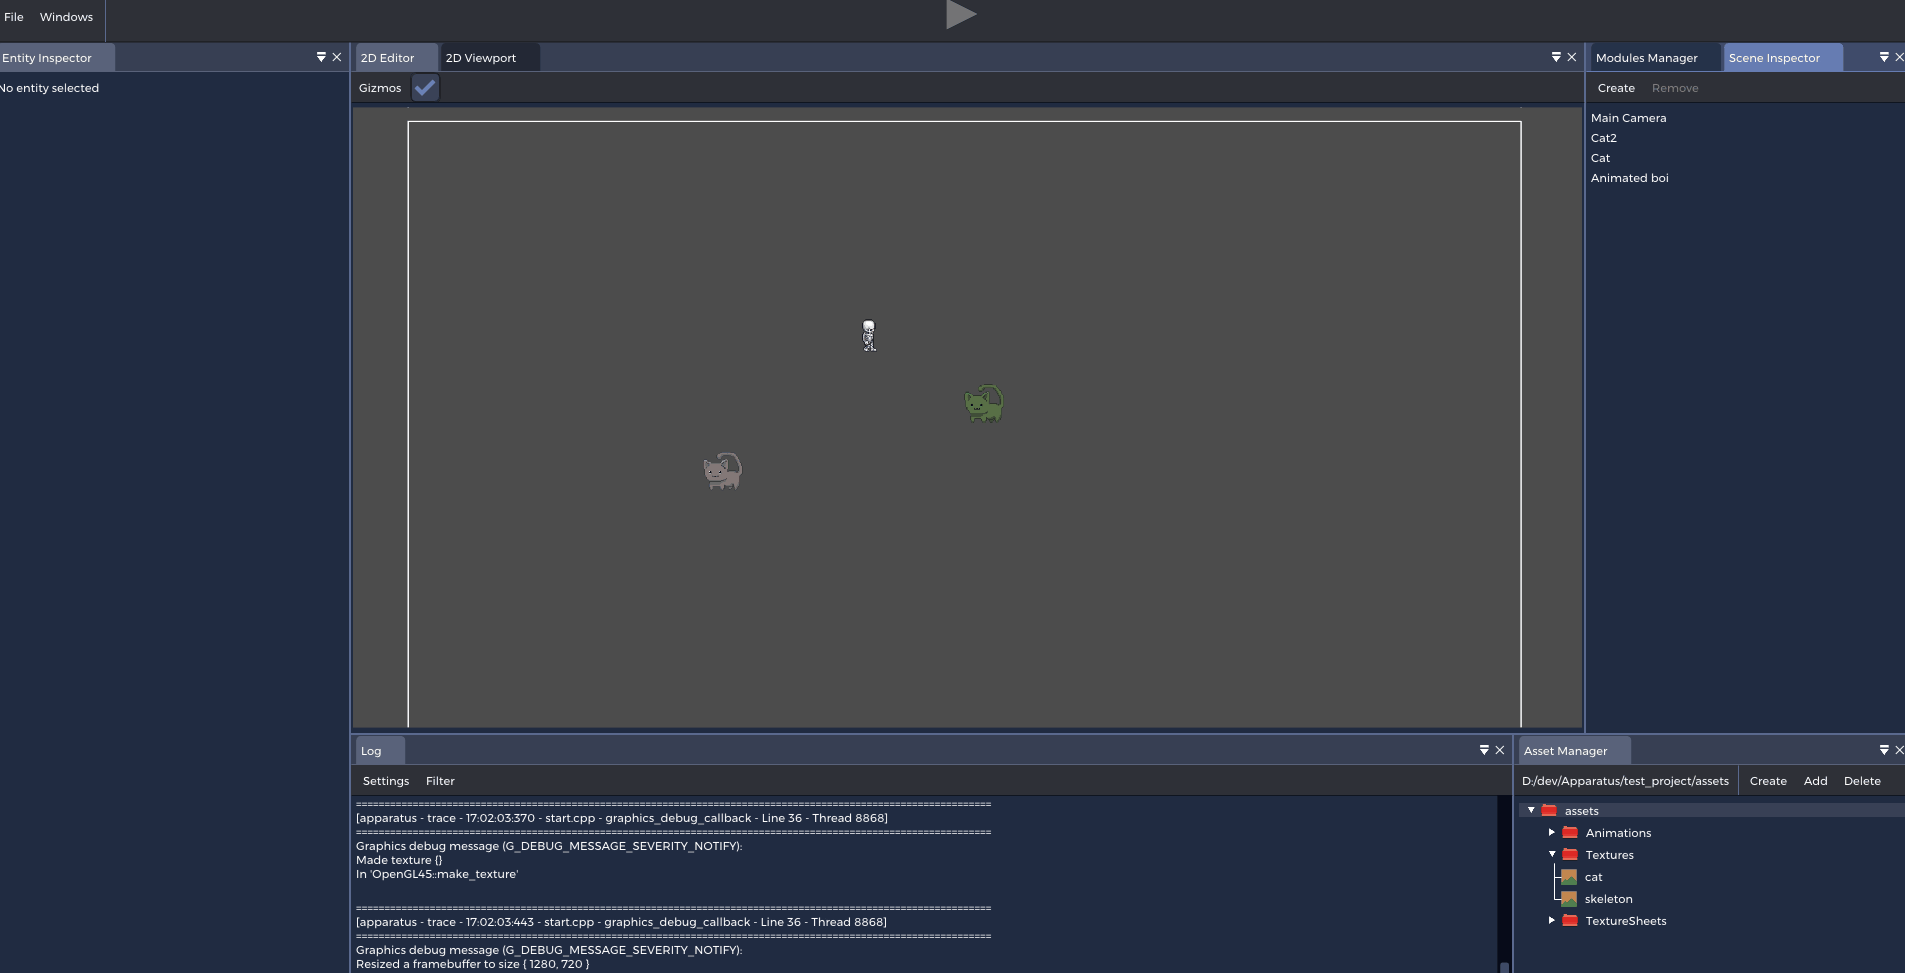 File Windows
Entity Inspector
No entity selected
2D Editor 2D Viewport
Gizmos
Modules Manager Scene Inspector
Create Remove
Main Camera
Cat2
Cat
Animated boi
Log
Settings Filter
[apparatus - trace - 17:02:03:370 - start.cpp - graphics_debug_callback - Line 36 - Thread 8868]
Graphics debug message (G_DEBUG_MESSAGE_SEVERITY_NOTIFY):
Made texture {}
In 'OpenGL45::make_texture'
[apparatus - trace - 17:02:03:443 - start.cpp - graphics_debug_callback - Line 36 - Thread 8868]
Graphics debug message (G_DEBUG_MESSAGE_SEVERITY_NOTIFY):
Resized a framebuffer to size { 1280, 720 }
Asset Manager
D:/dev/Apparatus/test_project/assets Create Add Delete
assets
Animations
Textures
cat
skeleton
TextureSheets